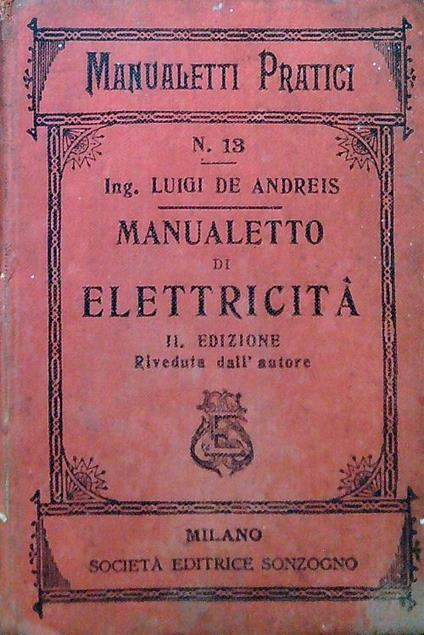 MANUALETTI PRATICI
N. 13
Ing. LUIGI DE ANDREIS
MANUALETTO
DI
ELETTRICITÀ
II. EDIZIONE
Riveduta dall'autore
MILANO
SOCIETÀ EDITRICE SONZOGNO